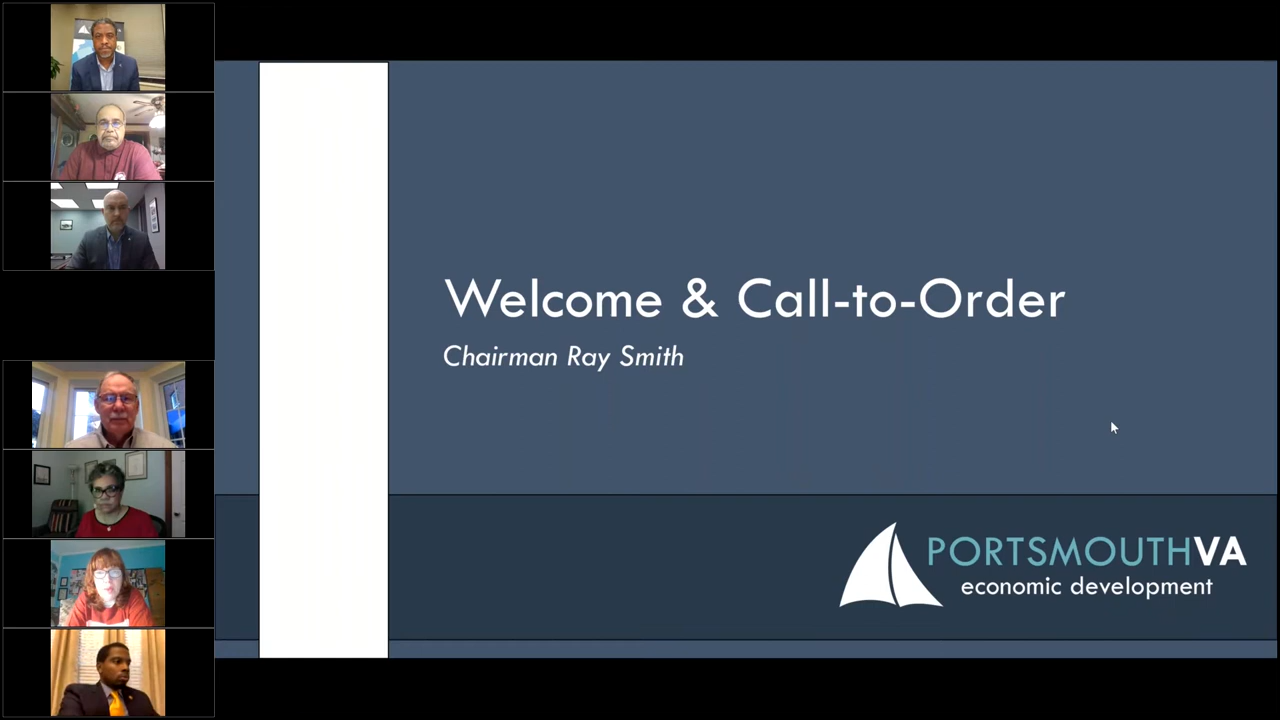 Welcome & Call-to-Order
Chairman Ray Smith
PORTSMOUTHVA
economic development